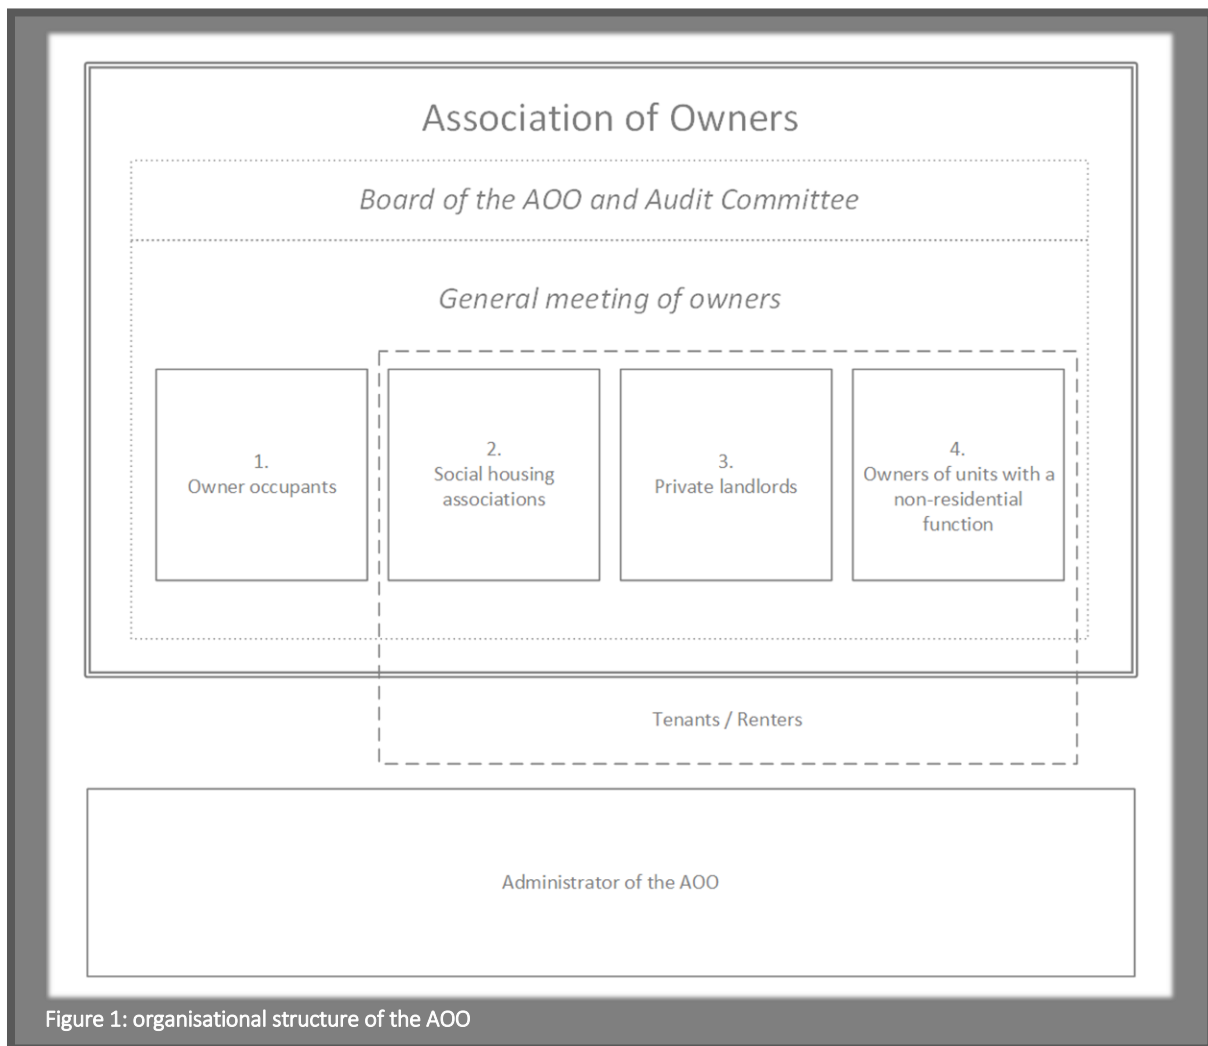 Association of Owners
Board of the AOO and Audit Committee
General meeting of owners
1.
Owner occupants
2.
Social housing
associations
3.
Private landlords
4.
Owners of units with a
non-residential
function
Tenants / Renters
Administrator of the AOO
Figure 1: organisational structure of the AOO